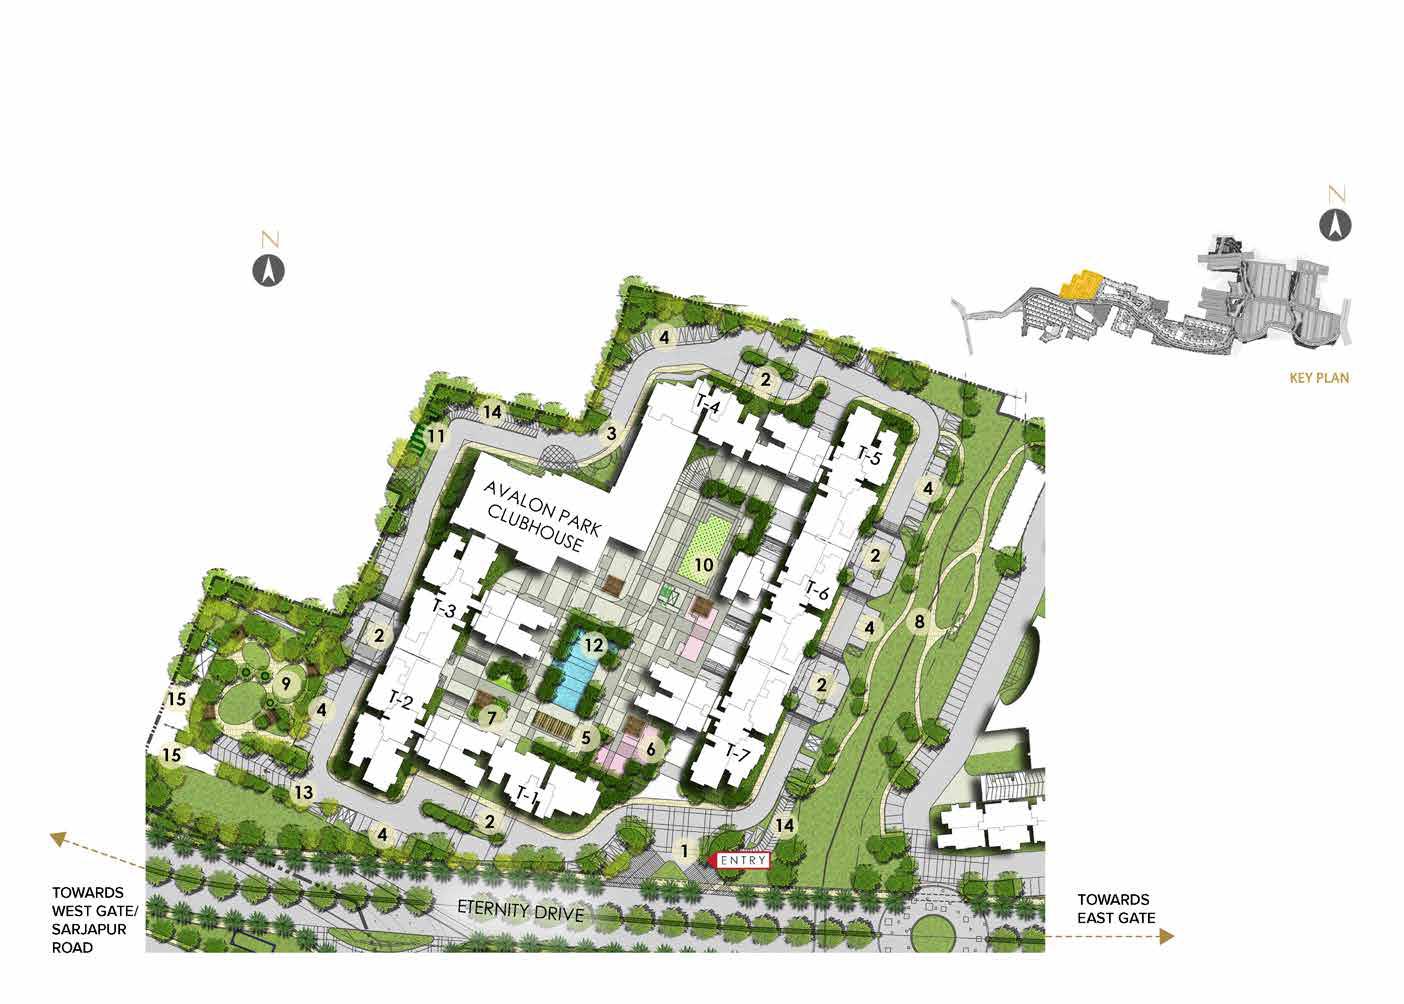 N
N
KEY PLAN
4
2
T-4
14
11
3
T-5
4
AVALON PARK
CLUBHOUSE
2
10
T-6
T-3
2
12
4
8
9
15
4
T-2
2
7
5
6
T-7
15
13
T-1
4
2
14
1
ENTRY
TOWARDS
WEST GATE/
SARJAPUR
ROAD
ETERNITY DRIVE
TOWARDS
EAST GATE